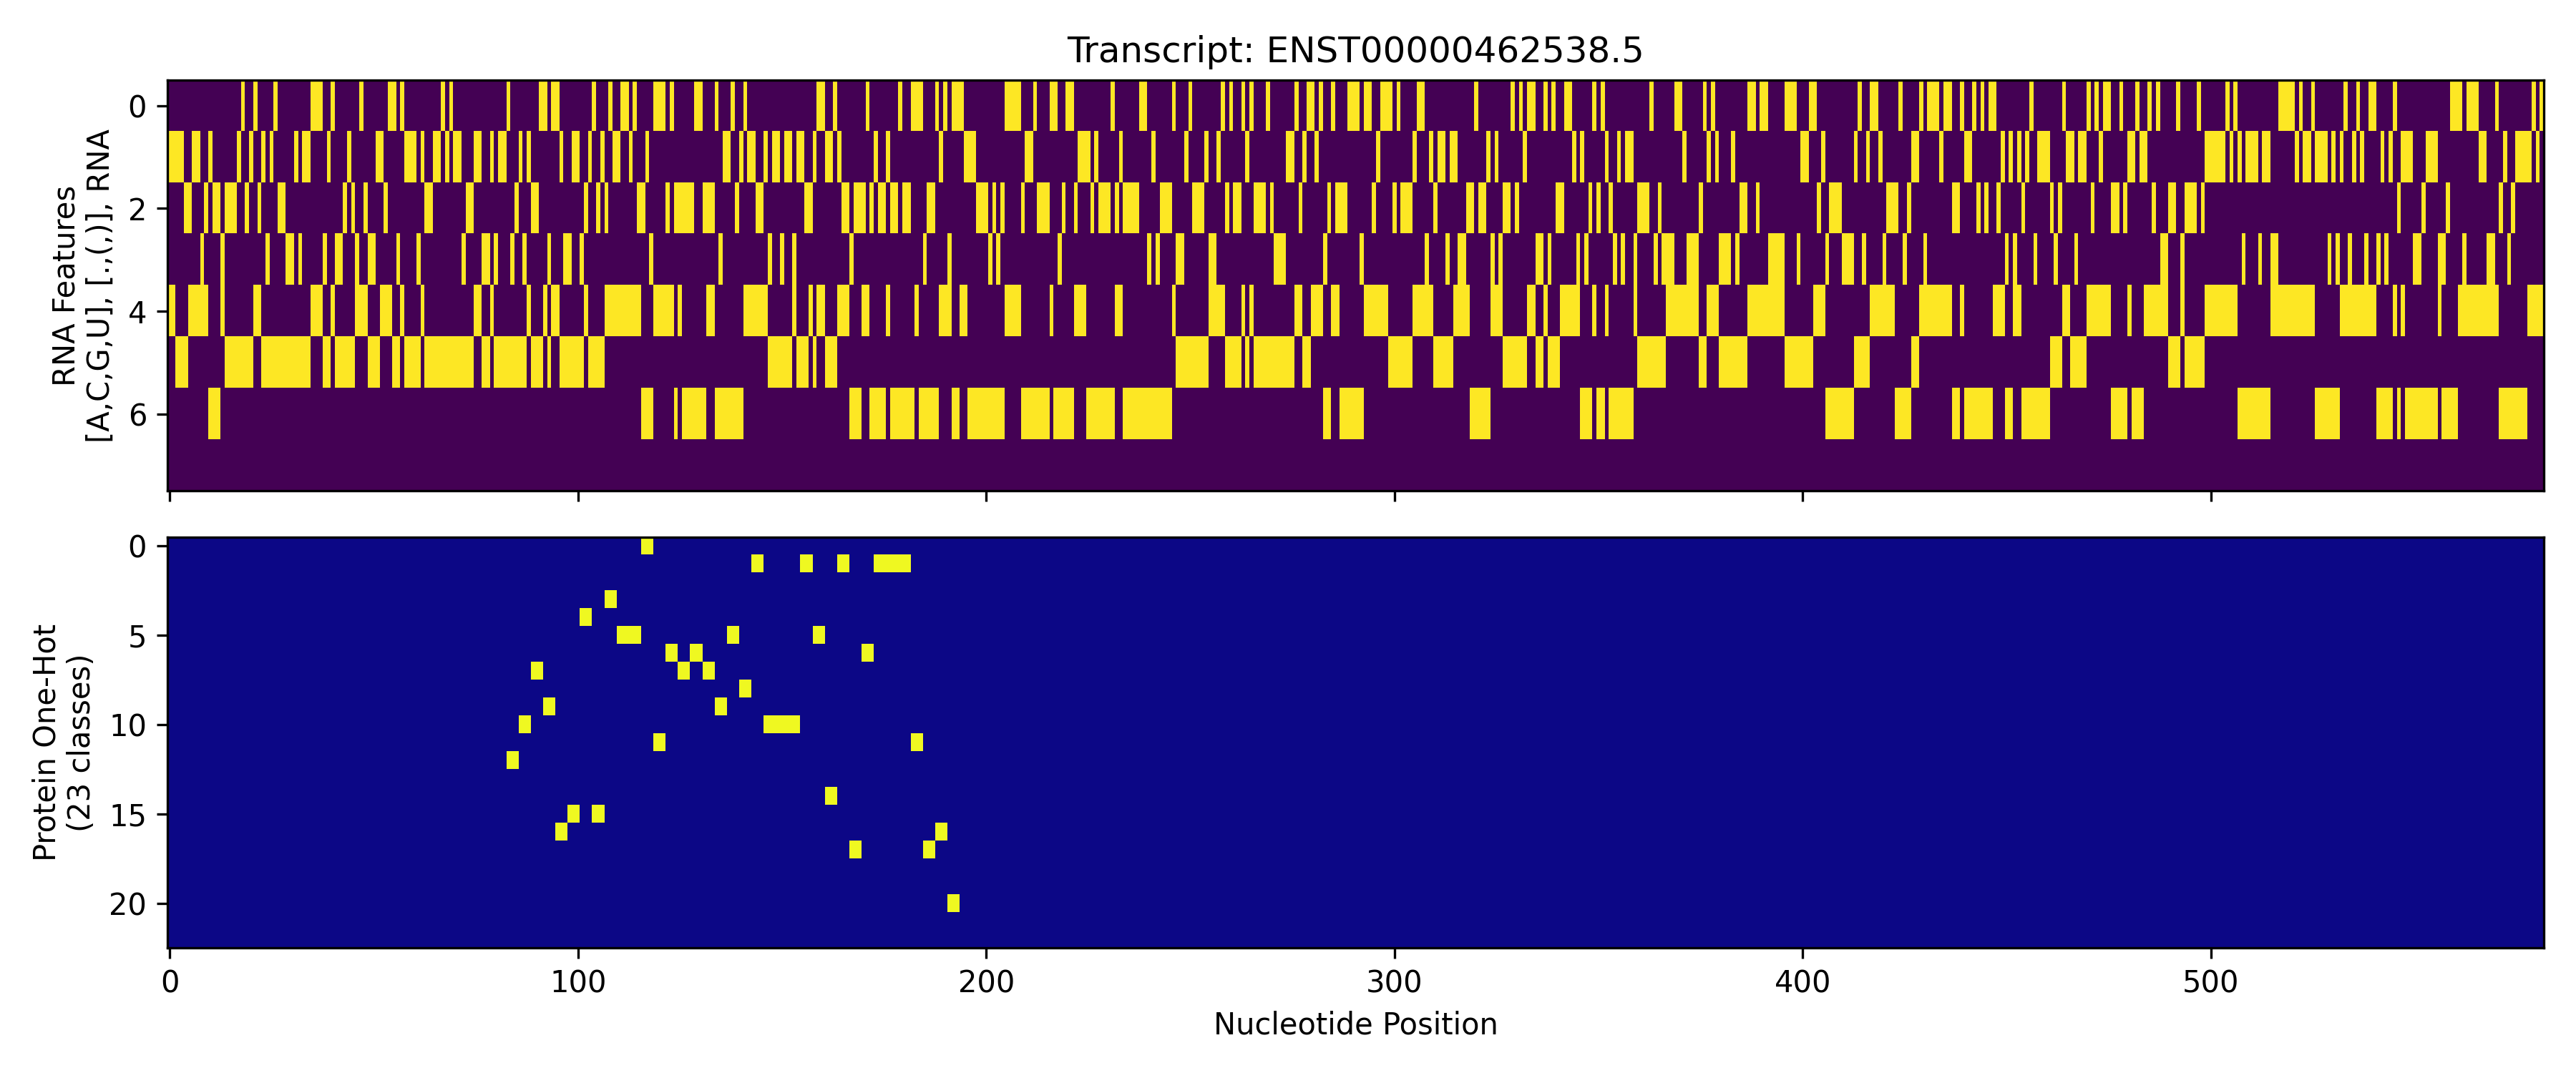 Transcript: ENST00000462538.5
RNA Features
[A,C,G,U], [.,(,)], RNA
0
2
4
6
Protein One-Hot
(23 classes)
0
5
10
15
20
0 100 200 300 400 500
Nucleotide Position